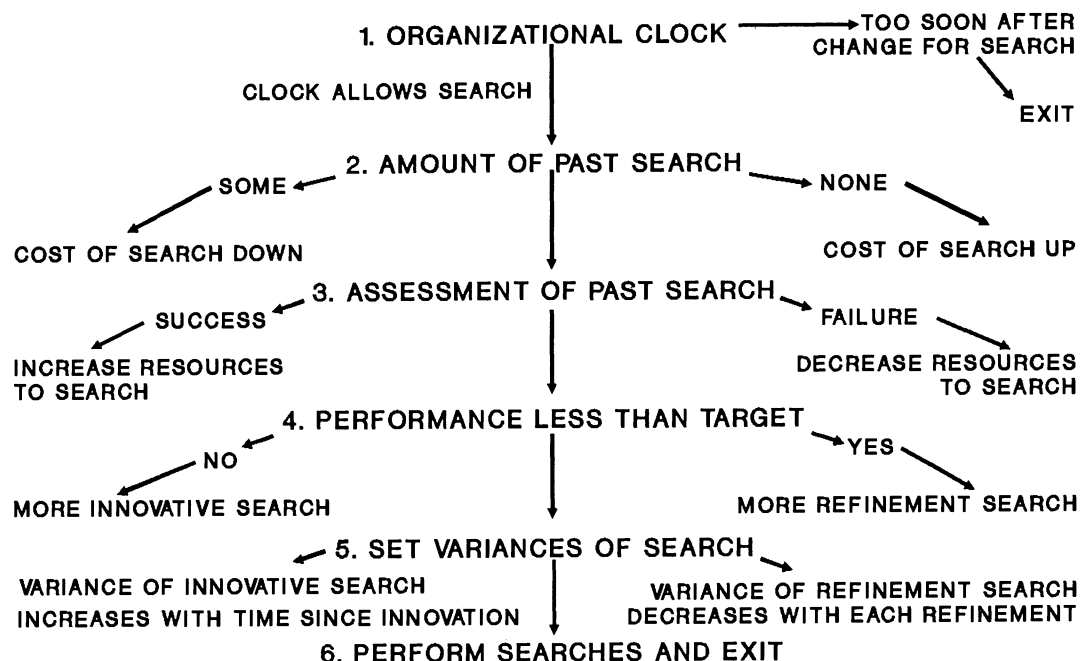 1. ORGANIZATIONAL CLOCK
TOO SOON AFTER
CHANGE FOR SEARCH
CLOCK ALLOWS SEARCH
EXIT
2. AMOUNT OF PAST SEARCH
SOME
NONE
COST OF SEARCH DOWN
COST OF SEARCH UP
3. ASSESSMENT OF PAST SEARCH
SUCCESS
FAILURE
INCREASE RESOURCES
TO SEARCH
DECREASE RESOURCES
TO SEARCH
4. PERFORMANCE LESS THAN TARGET
NO
YES
MORE INNOVATIVE SEARCH
MORE REFINEMENT SEARCH
5. SET VARIANCES OF SEARCH
VARIANCE OF INNOVATIVE SEARCH
INCREASES WITH TIME SINCE INNOVATION
VARIANCE OF REFINEMENT SEARCH
DECREASES WITH EACH REFINEMENT
6. PERFORM SEARCHES AND EXIT